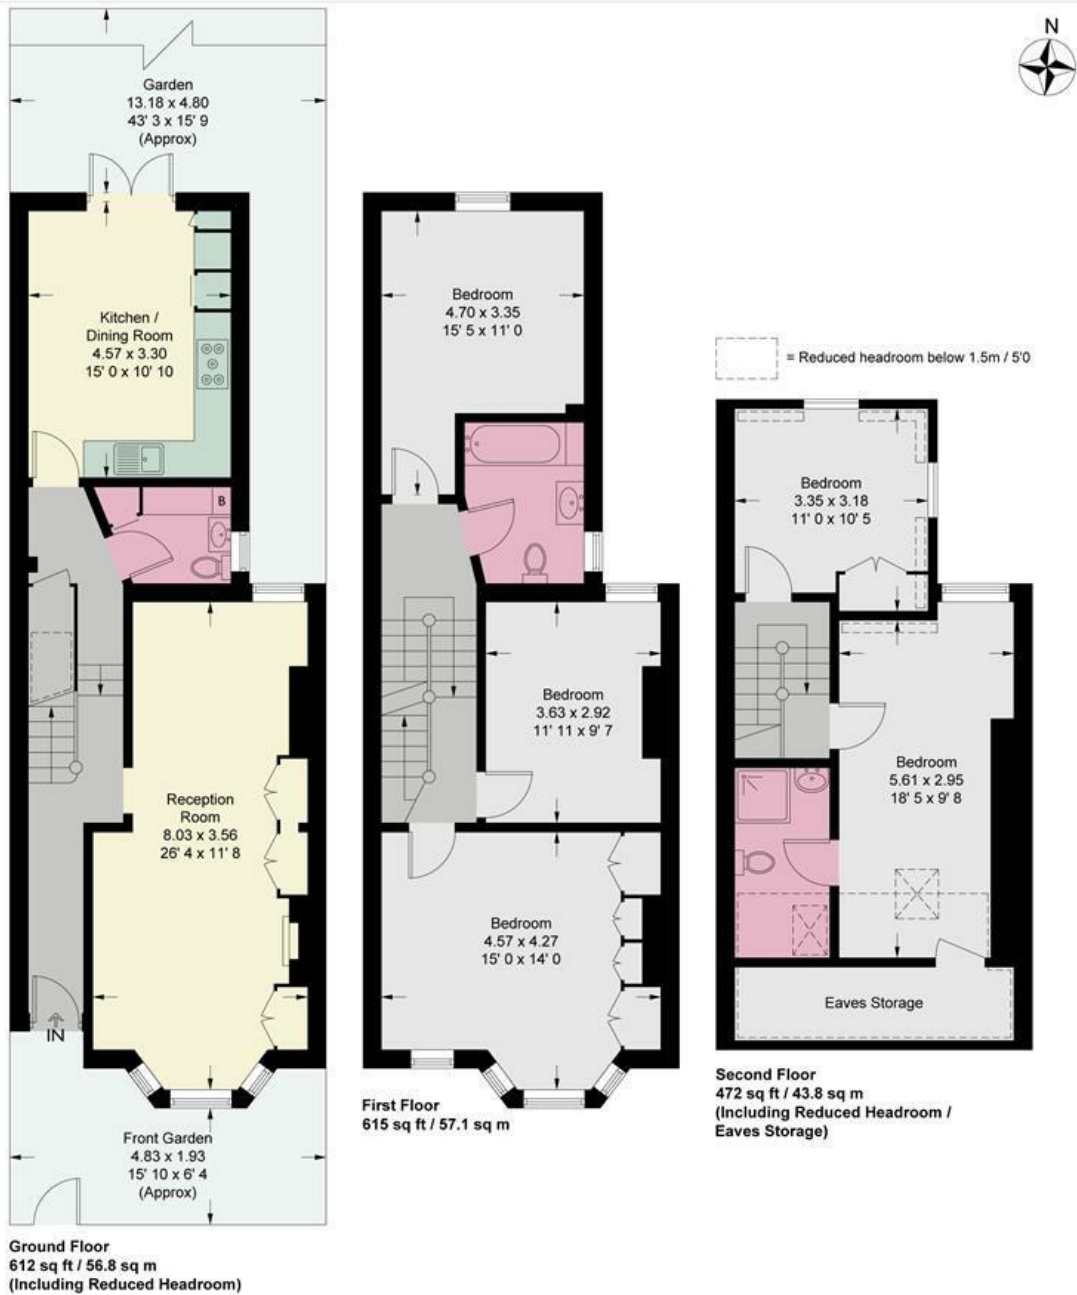 N
Garden
13.18 x 4.80
43' 3 x 15' 9
(Approx)
Kitchen /
Dining Room
4.57 x 3.30
15' 0 x 10' 10
B
Reception
Room
8.03 x 3.56
26' 4 x 11' 8
IN
Front Garden
4.83 x 1.93
15' 10 x 6' 4
(Approx)
Ground Floor
612 sq ft / 56.8 sq m
(Including Reduced Headroom)
Bedroom
4.70 x 3.35
15' 5 x 11' 0
Bedroom
3.63 x 2.92
11' 11 x 9' 7
Bedroom
4.57 x 4.27
15' 0 x 14' 0
First Floor
615 sq ft / 57.1 sq m
= Reduced headroom below 1.5m / 5'0
Bedroom
3.35 x 3.18
11' 0 x 10' 5
Bedroom
5.61 x 2.95
18' 5 x 9' 8
Eaves Storage
Second Floor
472 sq ft / 43.8 sq m
(Including Reduced Headroom /
Eaves Storage)